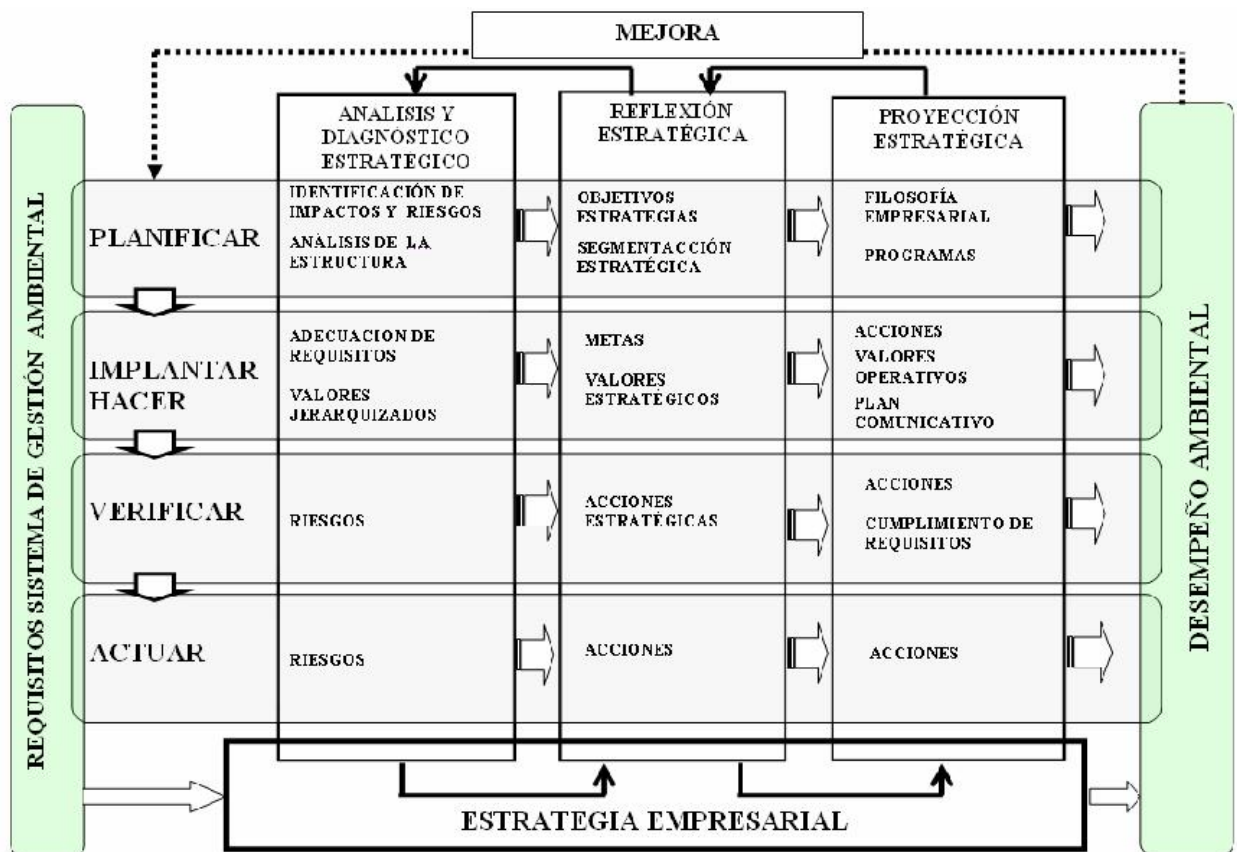 MEJORA
ANALISIS Y
DIAGNÓSTICO
ESTRATÉGICO
REFLEXIÓN
ESTRATÉGICA
PROYECCIÓN
ESTRATÉGICA
REQUISITOS SISTEMA DE GESTIÓN AMBIENTAL
PLANIFICAR
IDENTIFICACIÓN DE
IMPACTOS Y RIESGOS
ANÀLISIS DE LA
ESTRUCTURA
OBJETIVOS
ESTRATEGIAS
SEGMENTACCIÓN
ESTRATÉGICA
FILOSOFÍA
EMPRESARIAL
PROGRAMAS
IMPLANTAR
HACER
ADECUACION DE
REQUISITOS
VALORES
JERARQUIZADOS
METAS
VALORES
ESTRATÉGICOS
ACCIONES
VALORES
OPERATIVOS
PLAN
COMUNICATIVO
VERIFICAR
RIESGOS
ACCIONES
ESTRATÉGICAS
ACCIONES
CUMPLIMIENTO DE
REQUISITOS
ACTUAR
RIESGOS
ACCIONES
ACCIONES
DESEMPEÑO AMBIENTAL
ESTRATEGIA EMPRESARIAL